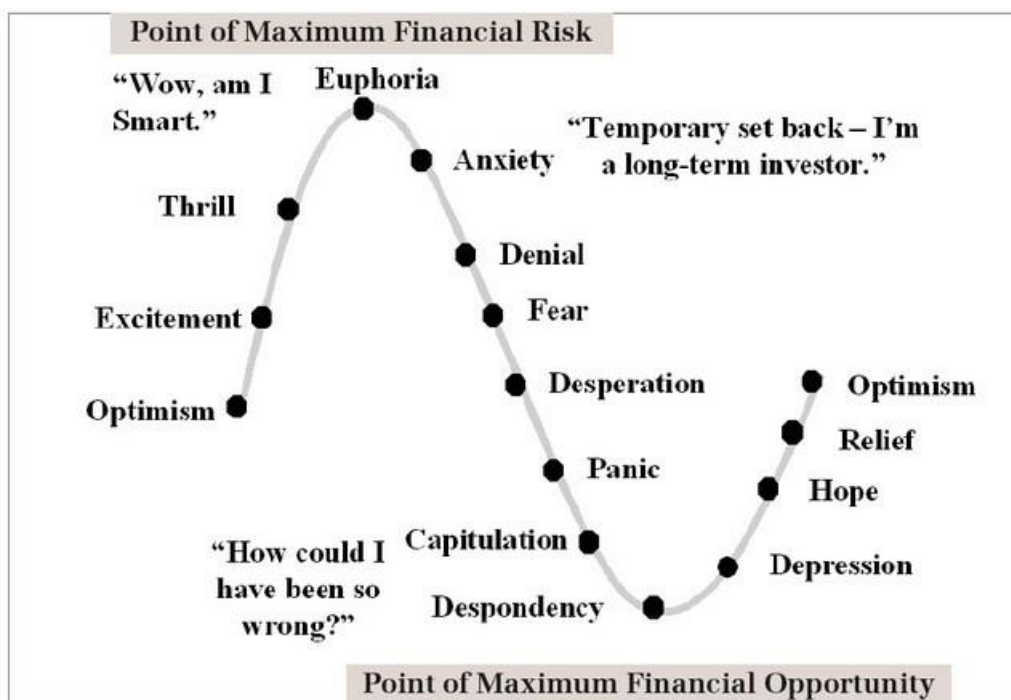 Point of Maximum Financial Risk
Euphoria
“Wow, am I
Smart.”
“Temporary set back – I’m
a long-term investor.”
Anxiety
Thrill
Denial
Excitement
Fear
Optimism
Desperation
Optimism
Relief
Panic
Hope
Capitulation
“How could I
have been so
wrong?”
Depression
Despondency
Point of Maximum Financial Opportunity